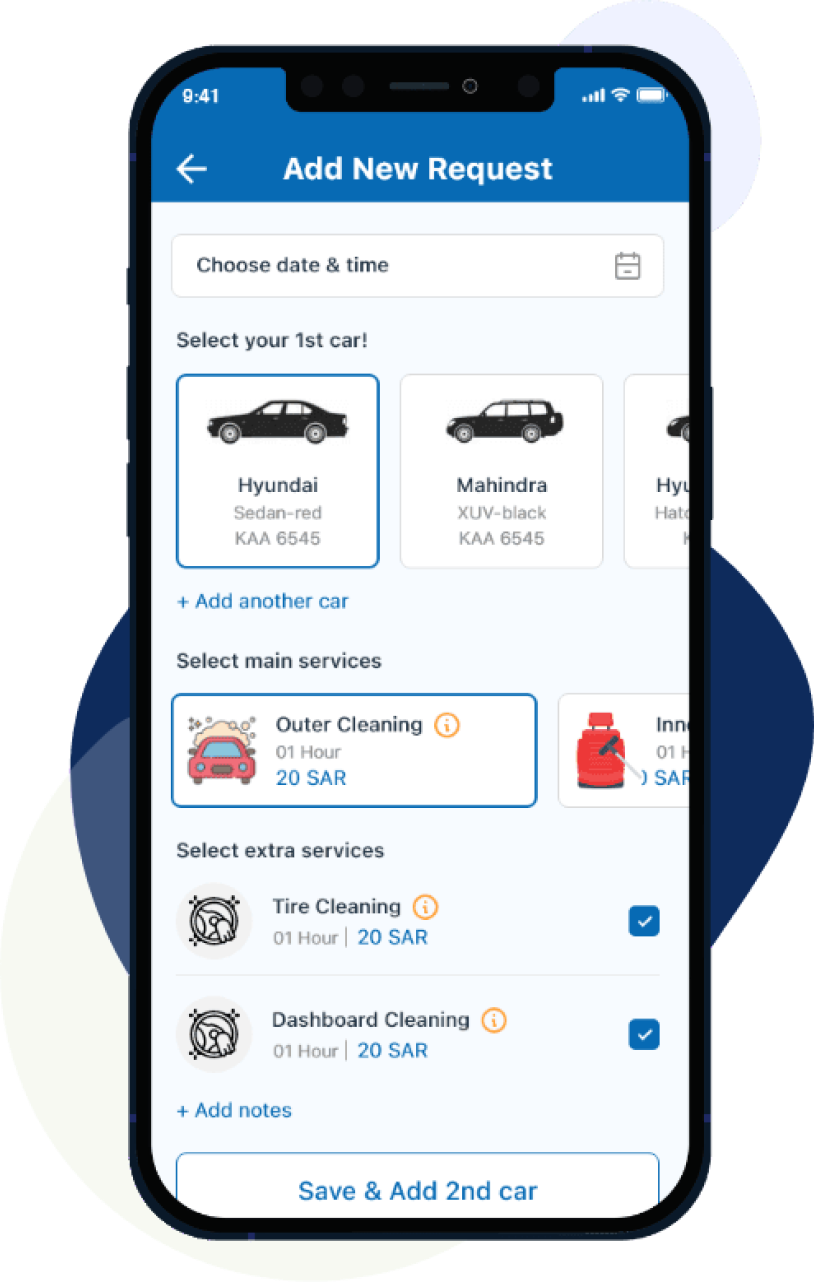 9:41
Add New Request
Choose date & time
Select your 1st car!
Hyundai
Sedan-red
KAA 6545
Mahindra
XUV-black
KAA 6545
Hyu
Hatc
+ Add another car
Select main services
Outer Cleaning
01 Hour
20 SAR
Inn
01 H
SAR
Select extra services
Tire Cleaning
01 Hour | 20 SAR
Dashboard Cleaning
01 Hour | 20 SAR
+ Add notes
Save & Add 2nd car